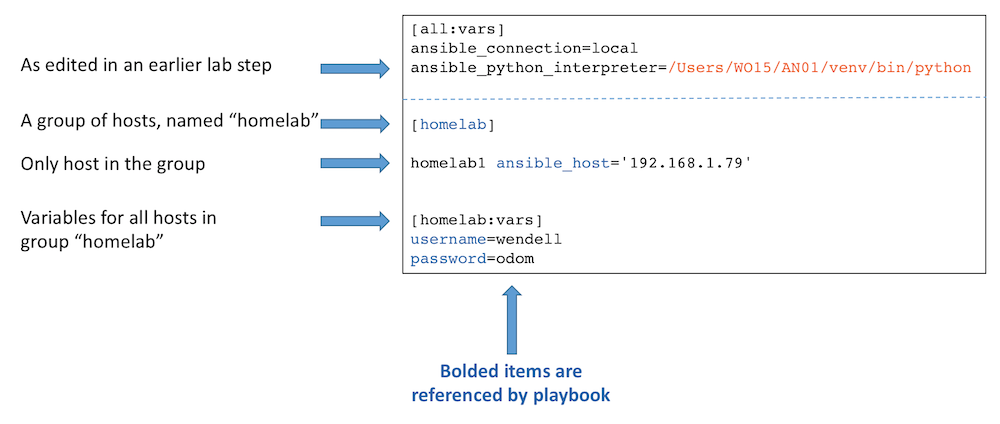 [all:vars]
ansible_connection=local
As edited in an earlier lab step
ansible_python_interpreter=/Users/WO15/AN01/venv/bin/python
A group of hosts, named “homelab”
[homelab]
Only host in the group
homelab1 ansible_host='192.168.1.79'
Variables for all hosts in
group “homelab”
[homelab:vars]
username=wendell
password=odom
Bolded items are
referenced by playbook